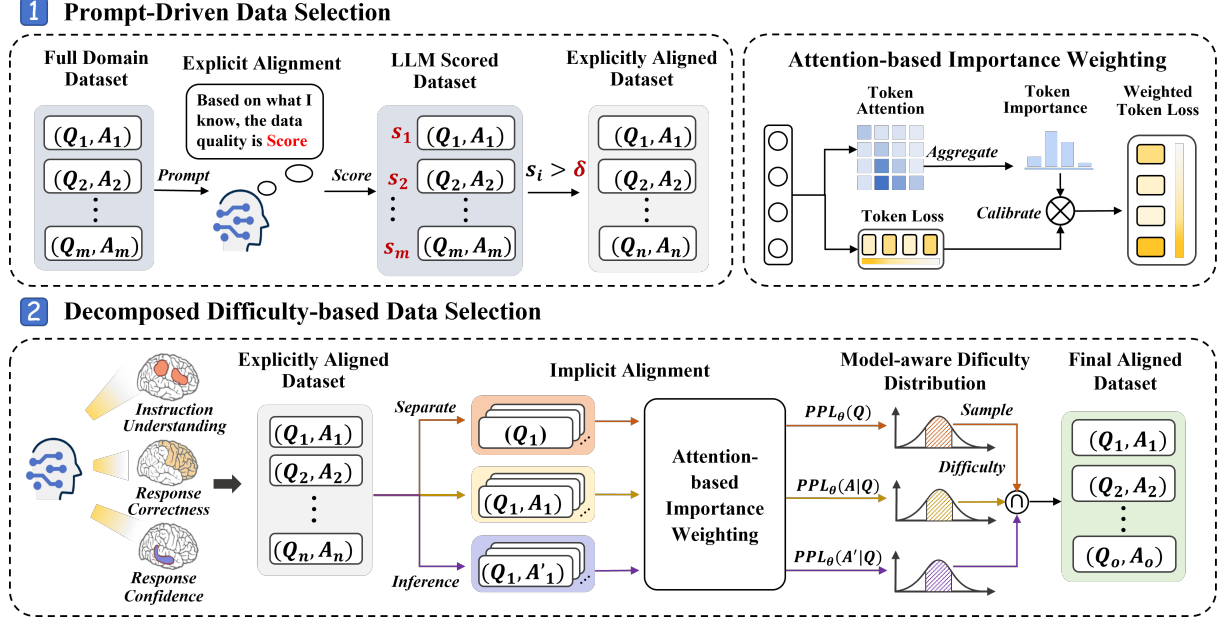 1 Prompt-Driven Data Selection
Full Domain
Dataset
(Q₁, A₁)
(Q₂, A₂)
⋮
(Qₘ, Aₘ)
Prompt
Explicit Alignment
Based on what I
know, the data
quality is Score
Score
LLM Scored
Dataset
s₁ (Q₁, A₁)
s₂ (Q₂, A₂)
⋮ ⋮
sₘ (Qₘ, Aₘ)
sᵢ > δ
Explicitly Aligned
Dataset
(Q₁, A₁)
(Q₂, A₂)
⋮
(Qₙ, Aₙ)
Attention-based Importance Weighting
Token
Attention
Aggregate
Token
Importance
Weighted
Token Loss
Token Loss
Calibrate
2 Decomposed Difficulty-based Data Selection
Instruction
Understanding
Response
Correctness
Response
Confidence
Explicitly Aligned
Dataset
(Q₁, A₁)
(Q₂, A₂)
⋮
(Qₙ, Aₙ)
Separate
Inference
Implicit Alignment
(Q₁)
(Q₁, A₁)
(Q₁, A'₁)
Attention-
based
Importance
Weighting
PPL_θ(Q)
PPL_θ(A|Q)
PPL_θ(A'|Q)
Model-aware Dificulty
Distribution
Sample
Difficulty
∩
Final Aligned
Dataset
(Q₁, A₁)
(Q₂, A₂)
⋮
(Qₒ, Aₒ)